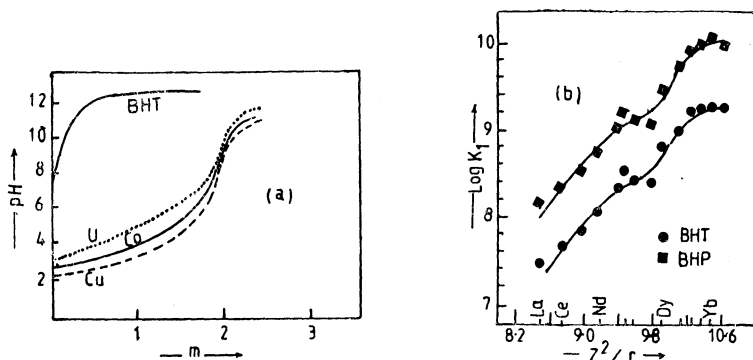 12
10
8
6
4
2
pH
BHT
(a)
U
Co
Cu
1
2
3
m
10
9
8
7
Log K1
(b)
BHT
BHP
La
Ce
Nd
Dy
Yb
8·2
9·0
9·8
10·6
Z²/r